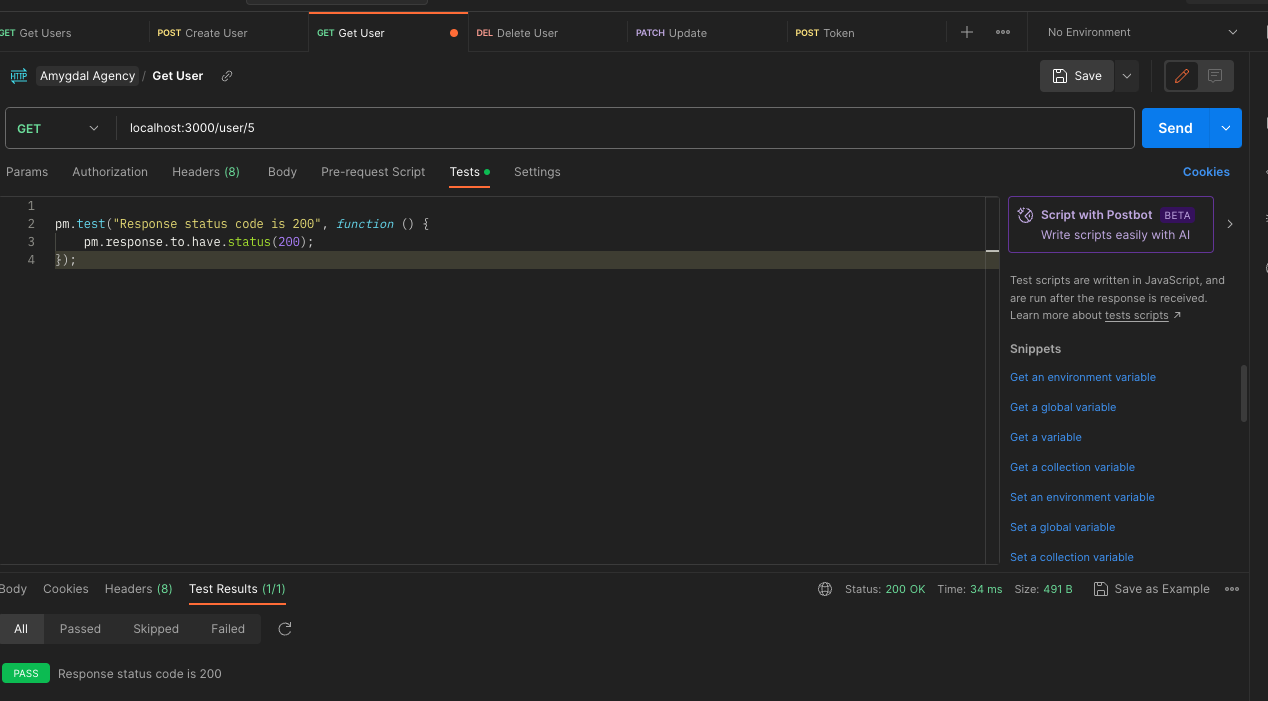 GET Get Users
POST Create User
GET Get User
DEL Delete User
PATCH Update
POST Token
No Environment
HTTP Amygdal Agency / Get User
Save
GET localhost:3000/user/5
Send
Params Authorization Headers (8) Body Pre-request Script Tests Settings
Cookies
1
2 pm.test("Response status code is 200", function () {
3 pm.response.to.have.status(200);
4 });
Script with Postbot BETA
Write scripts easily with AI
Test scripts are written in JavaScript, and
are run after the response is received.
Learn more about tests scripts ↗
Snippets
Get an environment variable
Get a global variable
Get a variable
Get a collection variable
Set an environment variable
Set a global variable
Set a collection variable
Body Cookies Headers (8) Test Results (1/1)
Status: 200 OK Time: 34 ms Size: 491 B Save as Example
All Passed Skipped Failed
PASS Response status code is 200